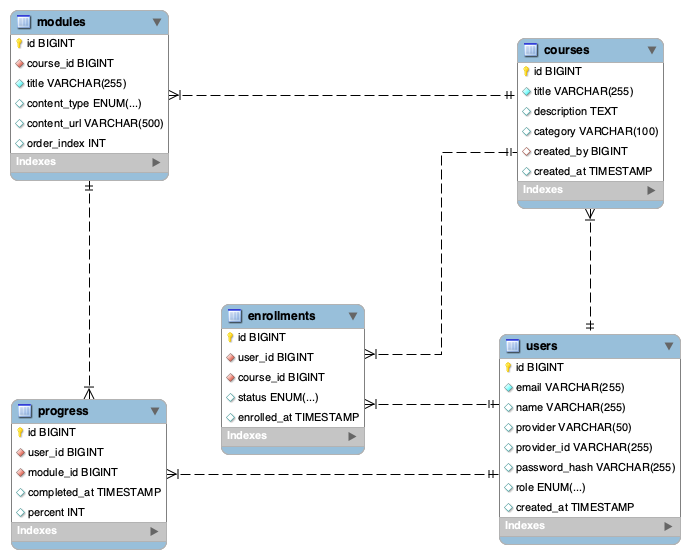 modules
id BIGINT
course_id BIGINT
title VARCHAR(255)
content_type ENUM(...)
content_url VARCHAR(500)
order_index INT
Indexes
courses
id BIGINT
title VARCHAR(255)
description TEXT
category VARCHAR(100)
created_by BIGINT
created_at TIMESTAMP
Indexes
enrollments
id BIGINT
user_id BIGINT
course_id BIGINT
status ENUM(...)
enrolled_at TIMESTAMP
Indexes
users
id BIGINT
email VARCHAR(255)
name VARCHAR(255)
provider VARCHAR(50)
provider_id VARCHAR(255)
password_hash VARCHAR(255)
role ENUM(...)
created_at TIMESTAMP
Indexes
progress
id BIGINT
user_id BIGINT
module_id BIGINT
completed_at TIMESTAMP
percent INT
Indexes